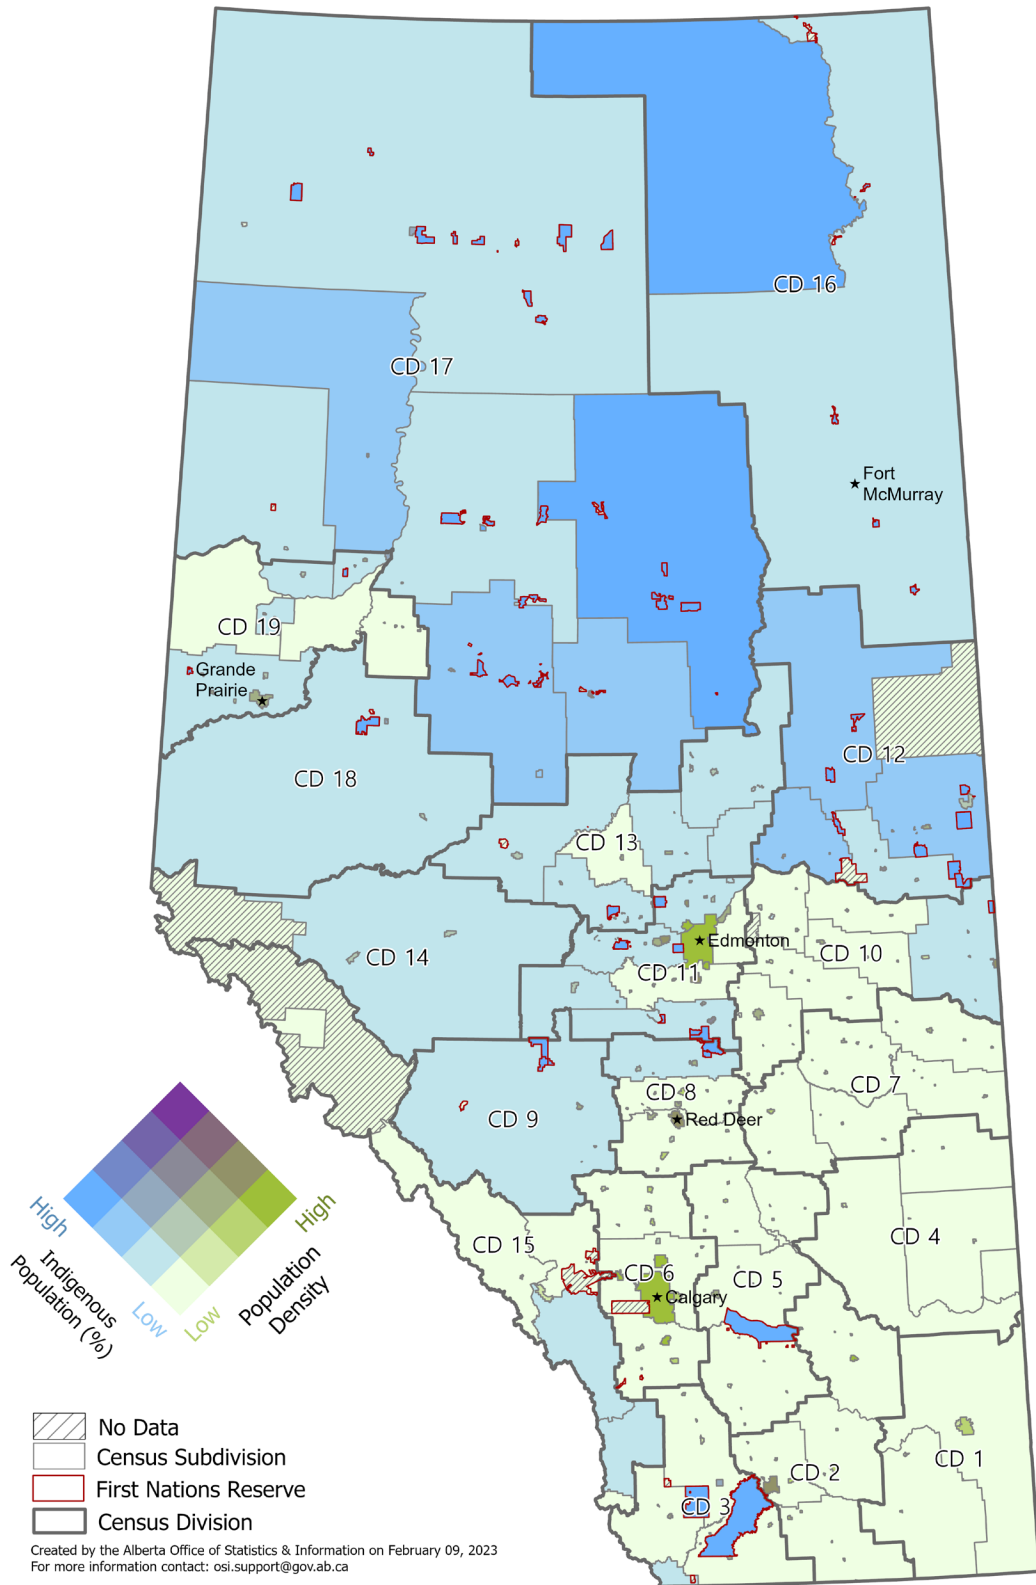 CD 16
CD 17
Fort
McMurray
CD 19
Grande
Prairie
CD 12
CD 18
CD 13
Edmonton
CD 14
CD 10
CD 11
CD 7
CD 8
Red Deer
CD 9
CD 4
CD 15
CD 6
CD 5
Calgary
CD 1
CD 2
CD 3
High
High
Indigenous
Population (%)
Population
Density
Low
Low
No Data
Census Subdivision
First Nations Reserve
Census Division
Created by the Alberta Office of Statistics & Information on February 09, 2023
For more information contact: osi.support@gov.ab.ca